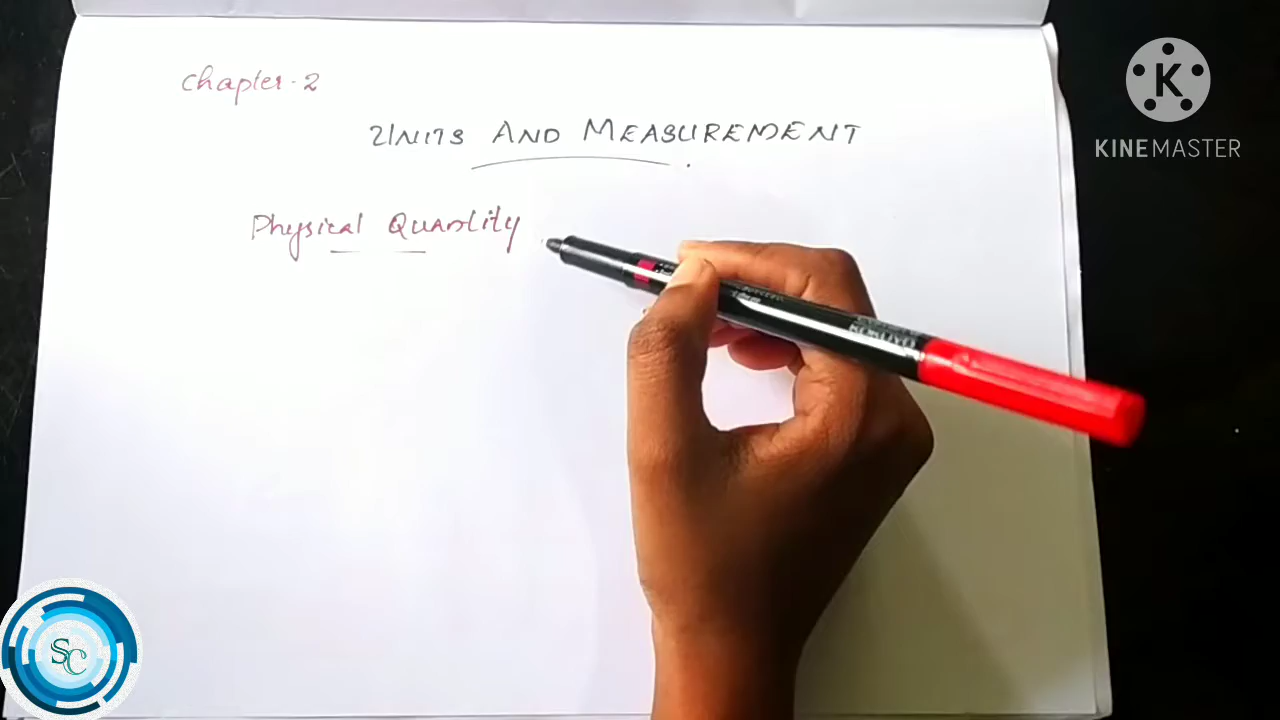 Chapter-2
UNITS AND MEASUREMENT
Physical Quantity
K
KINEMASTER
SC